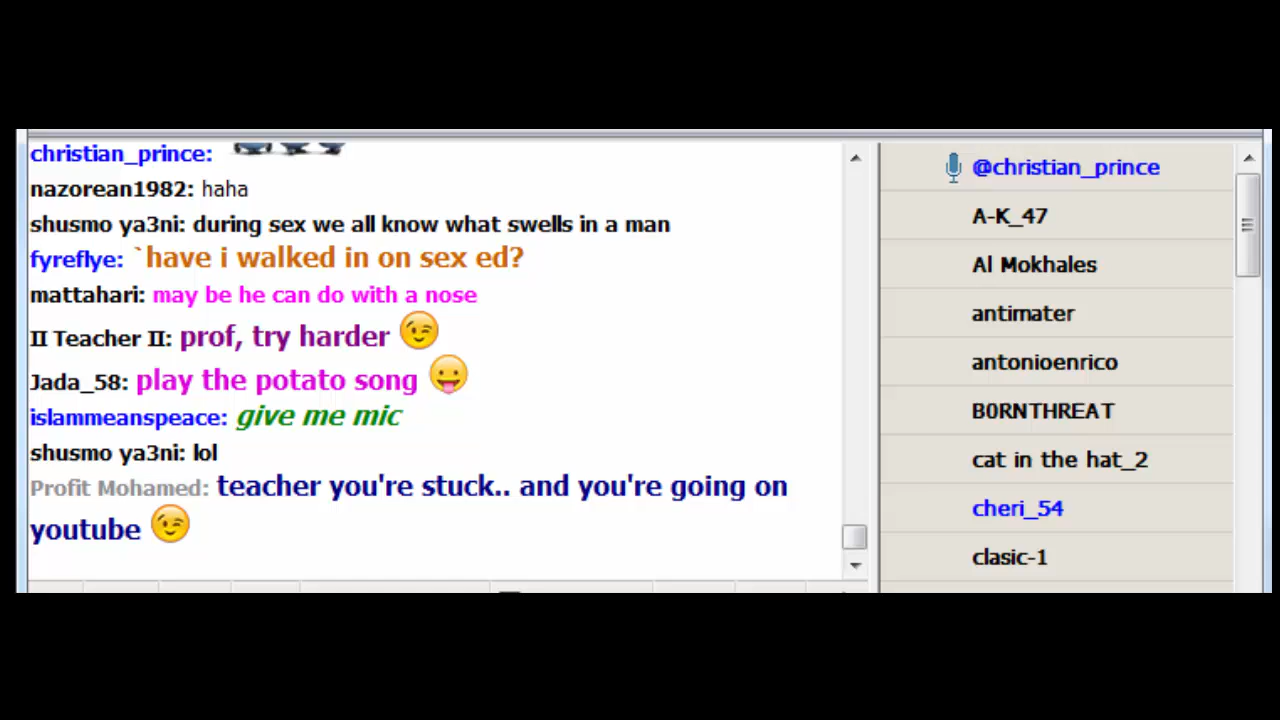 christian_prince:
nazorean1982: haha
shusmo ya3ni: during sex we all know what swells in a man
fyreflye: `have i walked in on sex ed?
mattahari: may be he can do with a nose
II Teacher II: prof, try harder
Jada_58: play the potato song
islammeanspeace: give me mic
shusmo ya3ni: lol
Profit Mohamed: teacher you're stuck.. and you're going on
youtube
@christian_prince
A-K_47
Al Mokhales
antimater
antonioenrico
B0RNTHREAT
cat in the hat_2
cheri_54
clasic-1